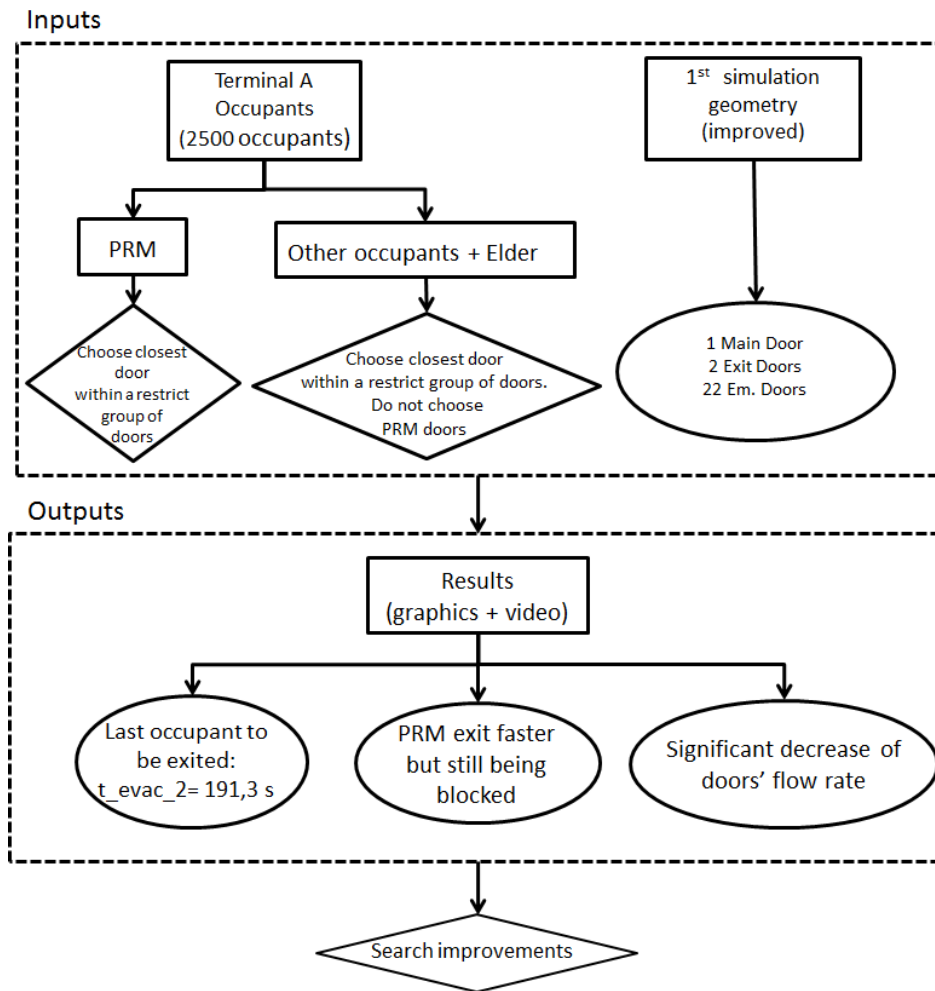 Inputs
Terminal A
Occupants
(2500 occupants)
1st simulation
geometry
(improved)
PRM
Other occupants + Elder
Choose closest
door
within a restrict
group of
doors
Choose closest door
within a restrict group of doors.
Do not choose
PRM doors
1 Main Door
2 Exit Doors
22 Em. Doors
Outputs
Results
(graphics + video)
Last occupant to
be exited:
t_evac_2= 191,3 s
PRM exit faster
but still being
blocked
Significant decrease of
doors' flow rate
Search improvements